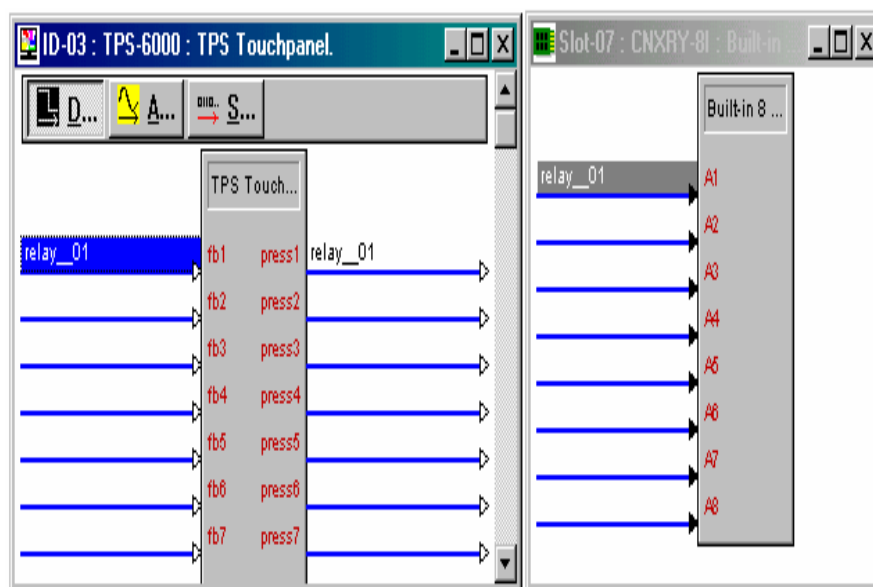 ID-03 : TPS-6000 : TPS Touchpanel.
D... A... S...
TPS Touch...
relay__01 fb1 press1 relay__01
fb2 press2
fb3 press3
fb4 press4
fb5 press5
fb6 press6
fb7 press7
Slot-07 : CNXRY-8I : Built-in ...
Built-in 8 ...
relay__01 A1
A2
A3
A4
A5
A6
A7
A8